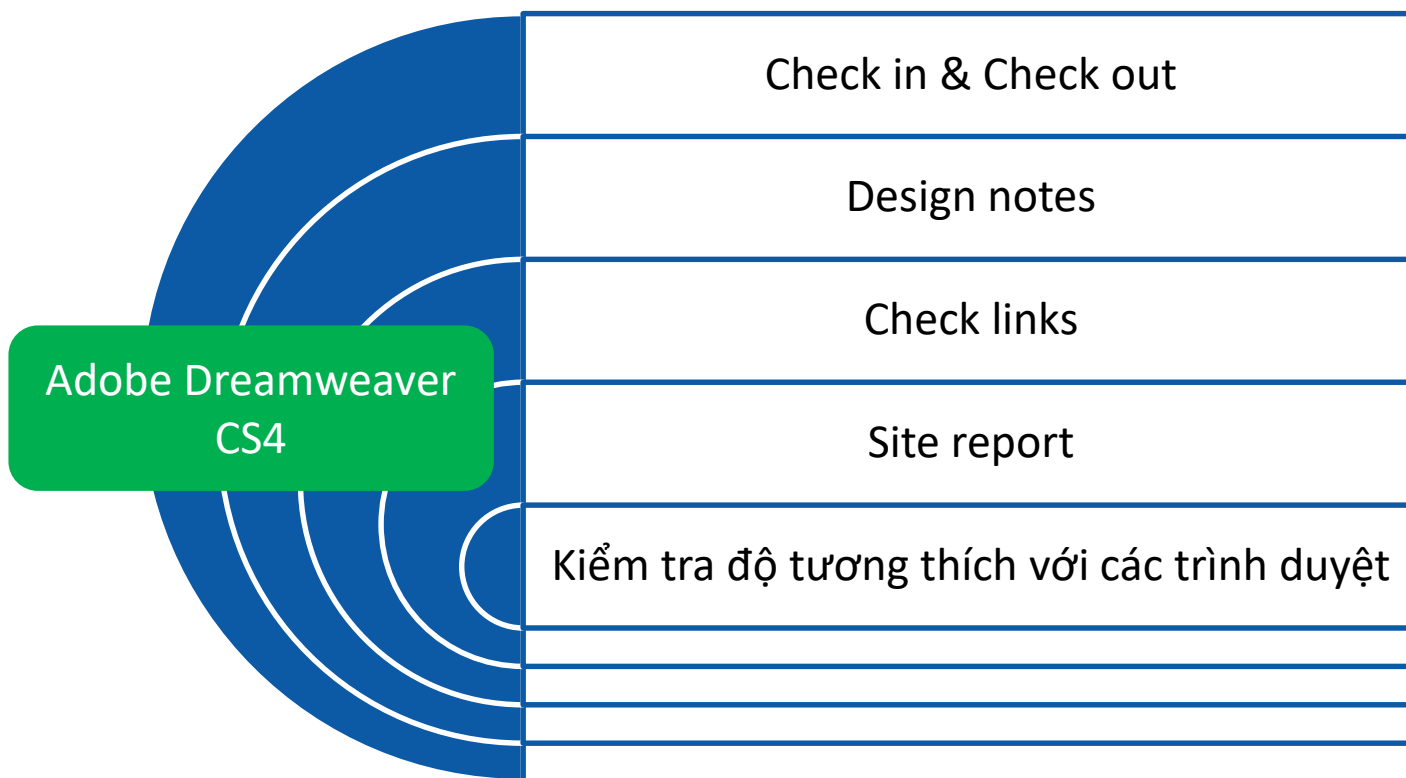 Check in & Check out
Design notes
Check links
Adobe Dreamweaver
CS4
Site report
Kiểm tra độ tương thích với các trình duyệt